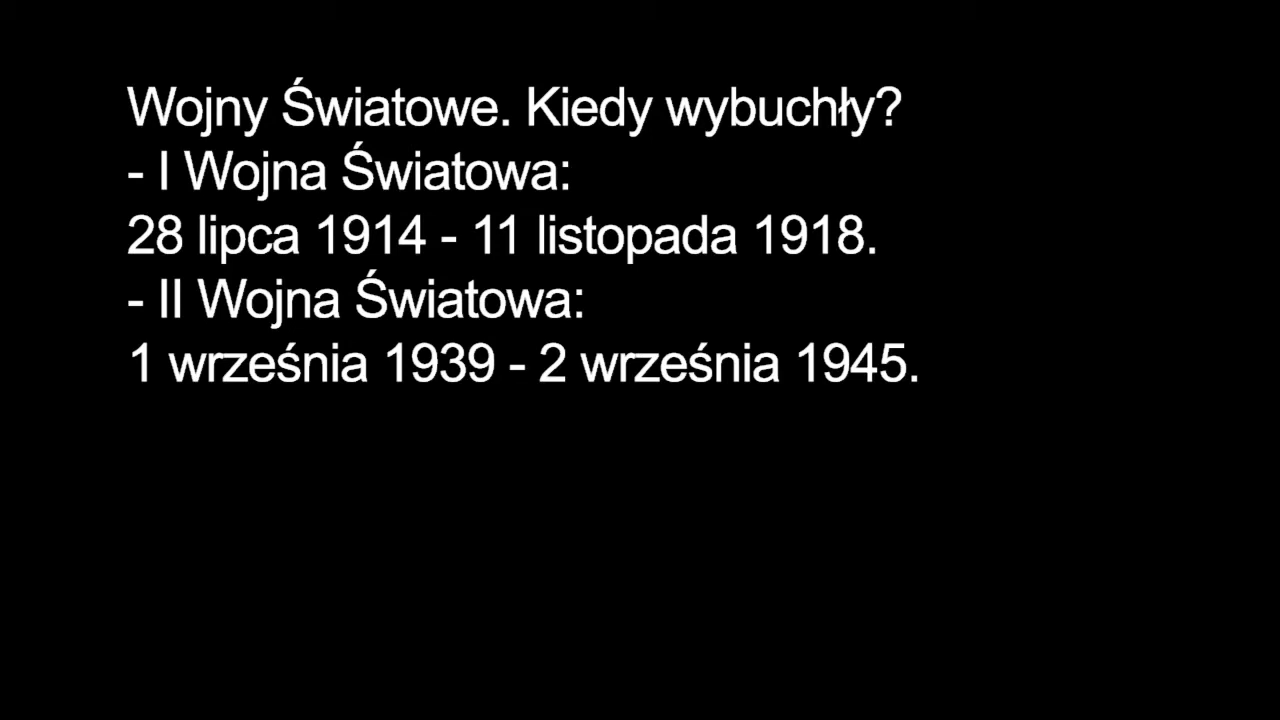 Wojny Światowe. Kiedy wybuchły?
- I Wojna Światowa:
28 lipca 1914 - 11 listopada 1918.
- II Wojna Światowa:
1 września 1939 - 2 września 1945.